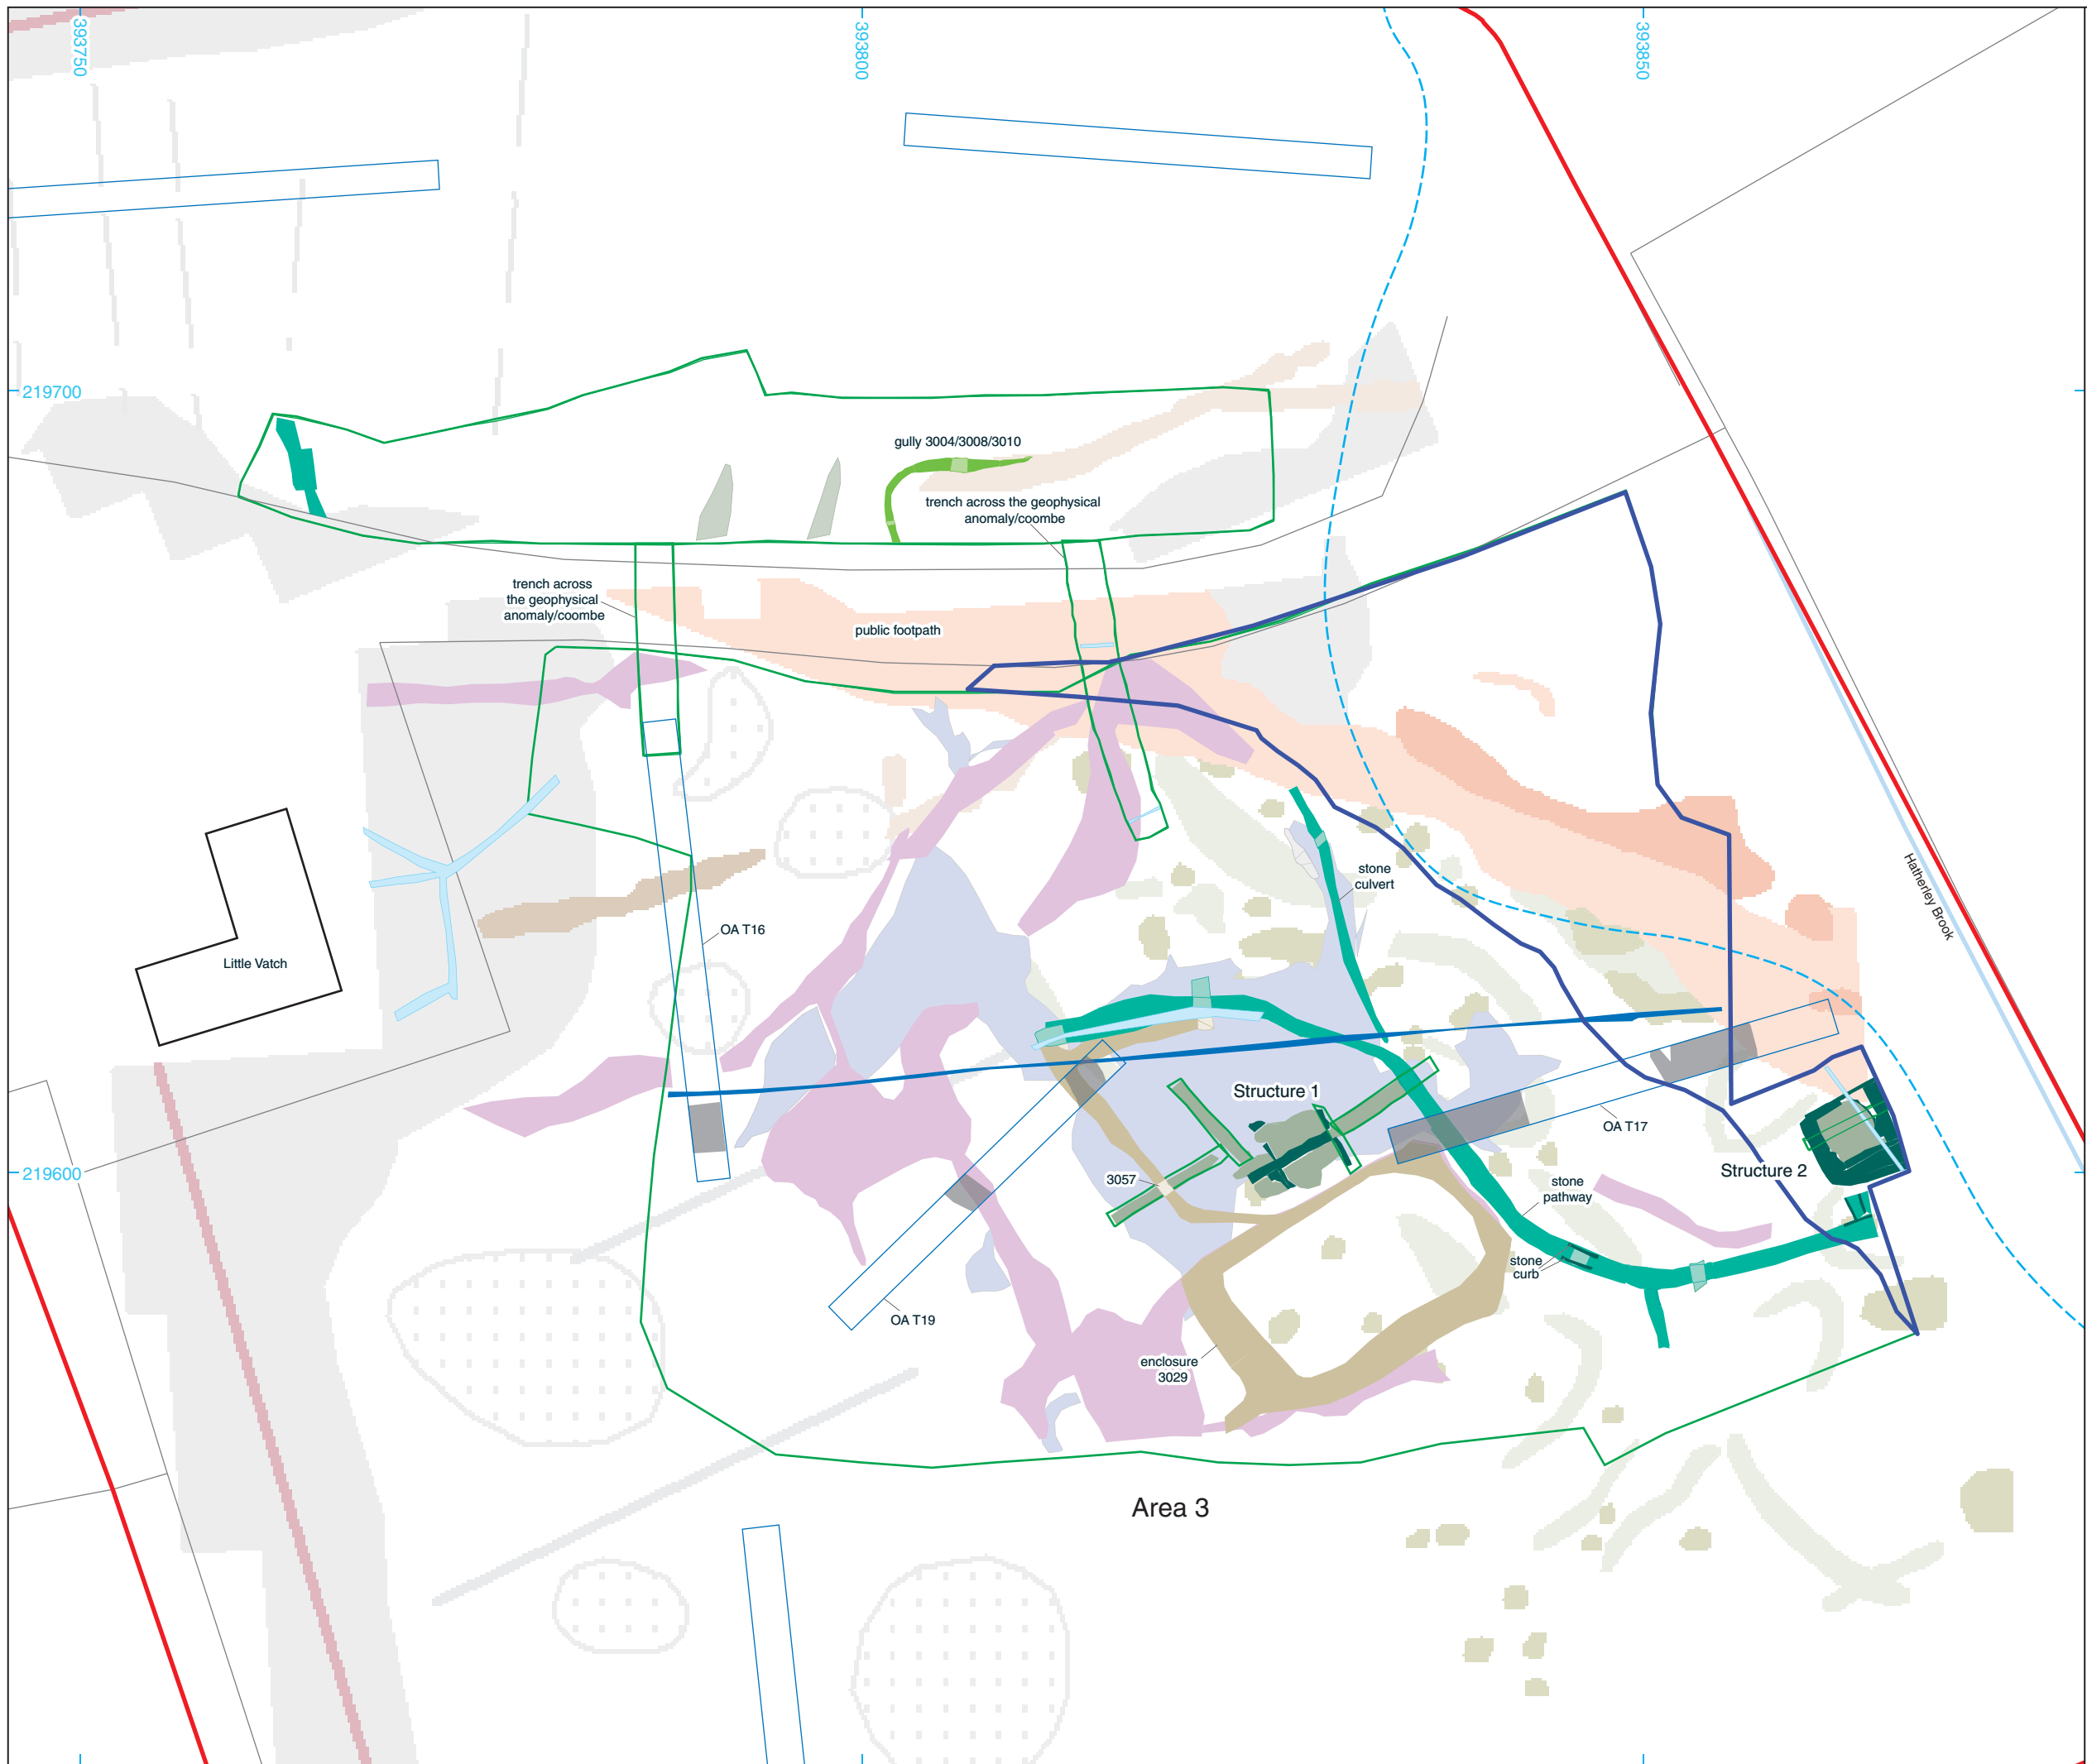 393750
393800
393850
219700
gully 3004/3008/3010
trench across the geophysical
anomaly/coombe
trench across
the geophysical
anomaly/coombe
public footpath
stone
culvert
Hatherley Brook
OA T16
Little Vatch
Structure 1
OA T17
219600
3057
Structure 2
stone
pathway
stone
curb
OA T19
enclosure
3029
Area 3